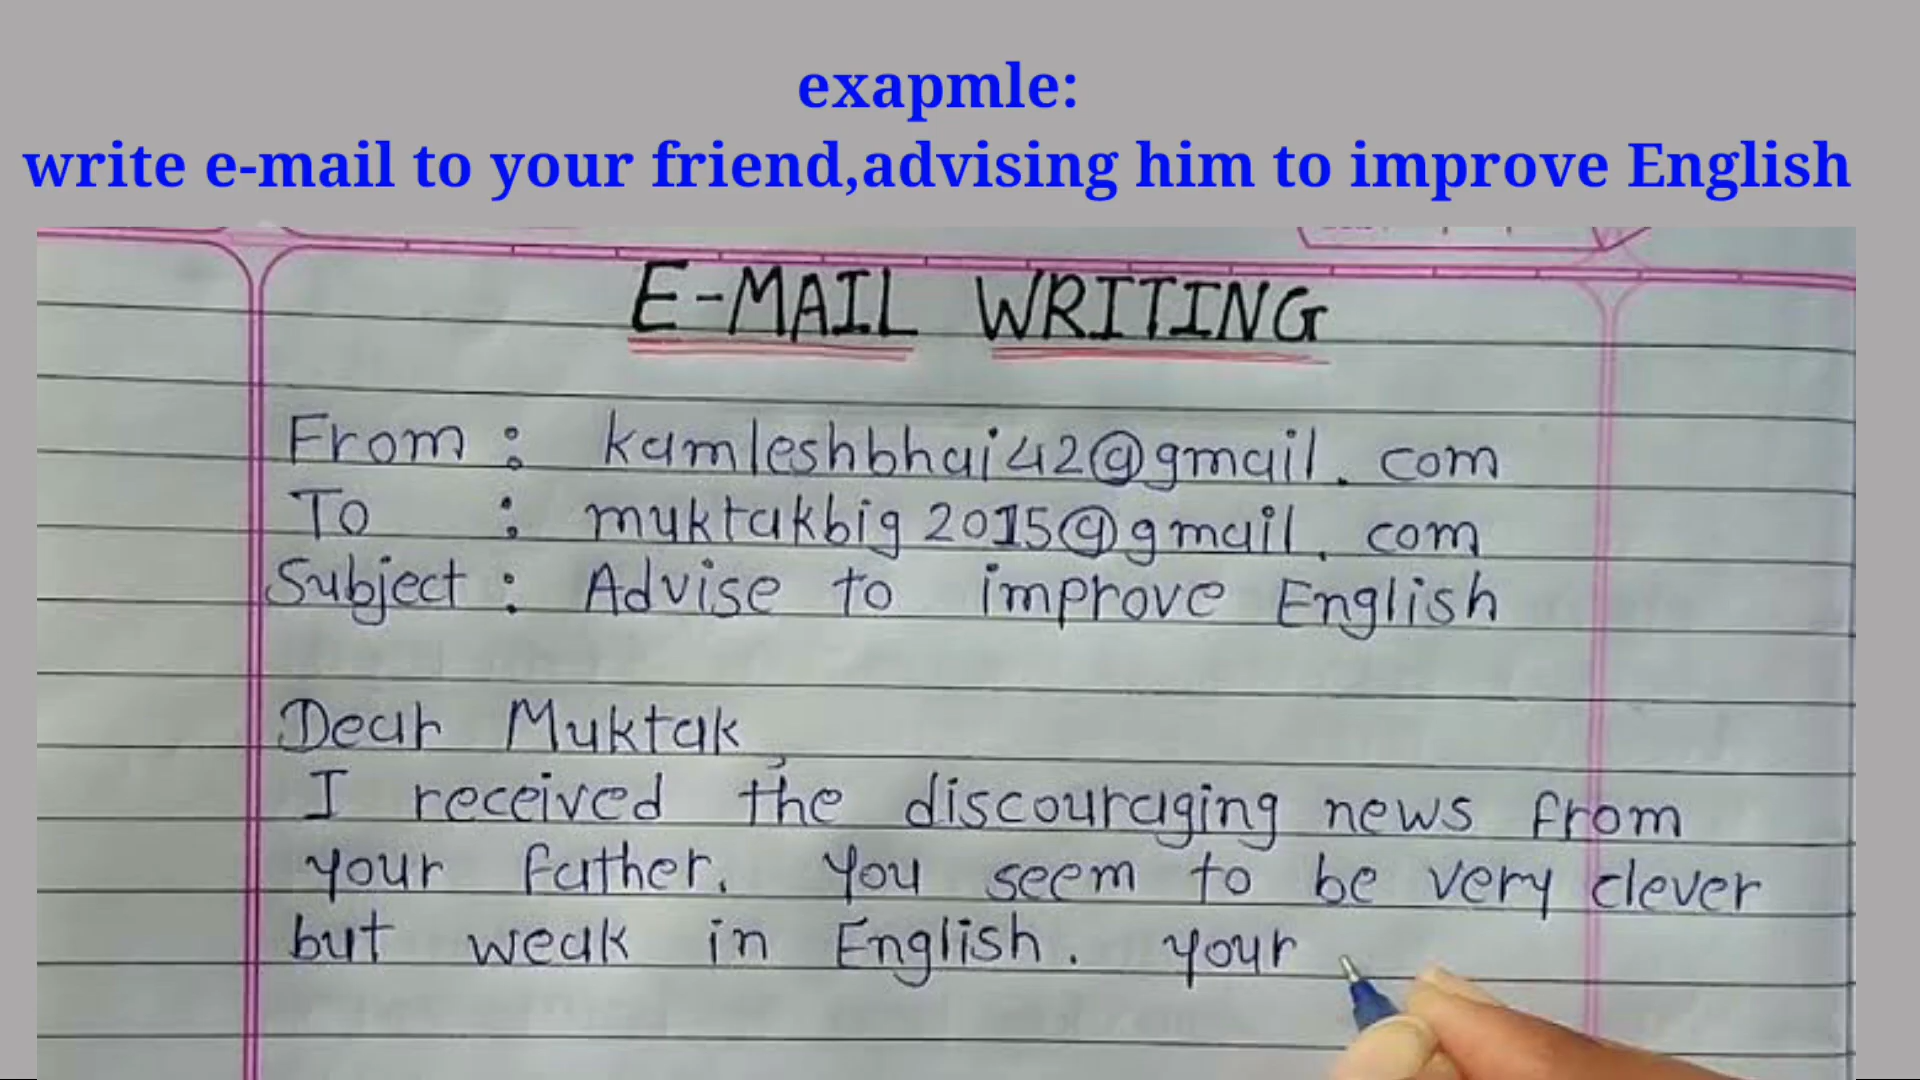 exapmle:
write e-mail to your friend,advising him to improve English
E-MAIL WRITING
From : kamleshbhai42@gmail.com
To : muktakbig2015@gmail.com
Subject : Advise to improve English
Dear Muktak,
I received the discouraging news from
your father. You seem to be very clever
but weak in English. your